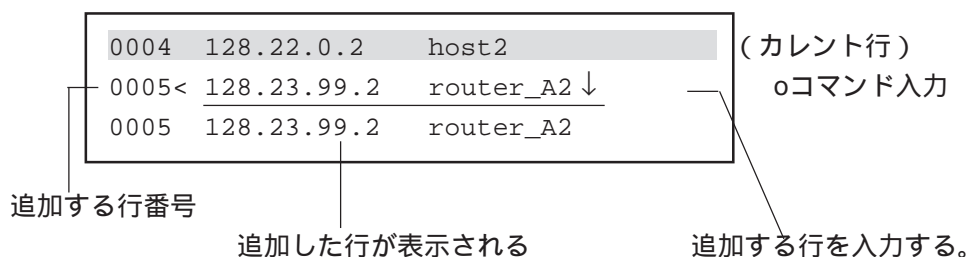 0004 128.22.0.2 host2 (カレント行)
0005< 128.23.99.2 router_A2↓ oコマンド入力
0005 128.23.99.2 router_A2
追加する行番号
追加した行が表示される 追加する行を入力する。